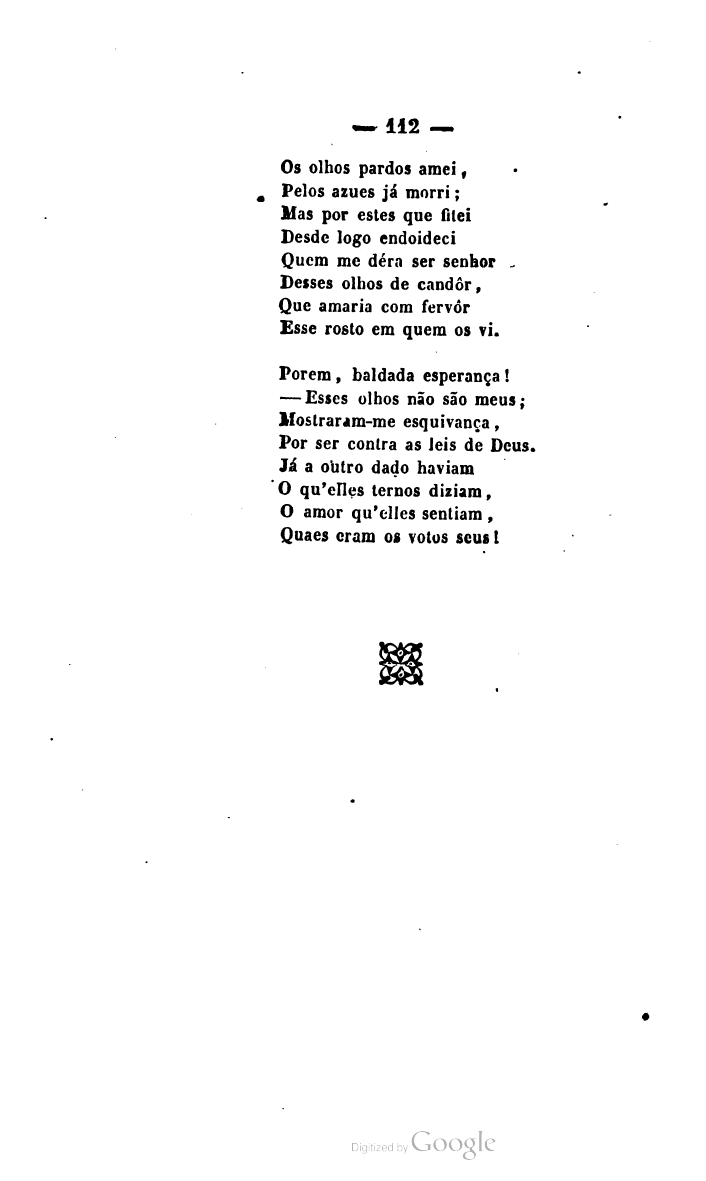 — 112 —
Os olhos pardos amei,
Pelos azues já morri;
Mas por estes que fitei
Desde logo endoideci
Quem me déra ser senhor
Desses olhos de candôr,
Que amaria com fervôr
Esse rosto em quem os vi.
Porem, baldada esperança!
— Esses olhos não são meus;
Mostraram-me esquivança,
Por ser contra as leis de Deus.
Já a outro dado haviam
O qu'elles ternos diziam,
O amor qu'elles sentiam,
Quaes eram os votos seus!
Digitized by Google